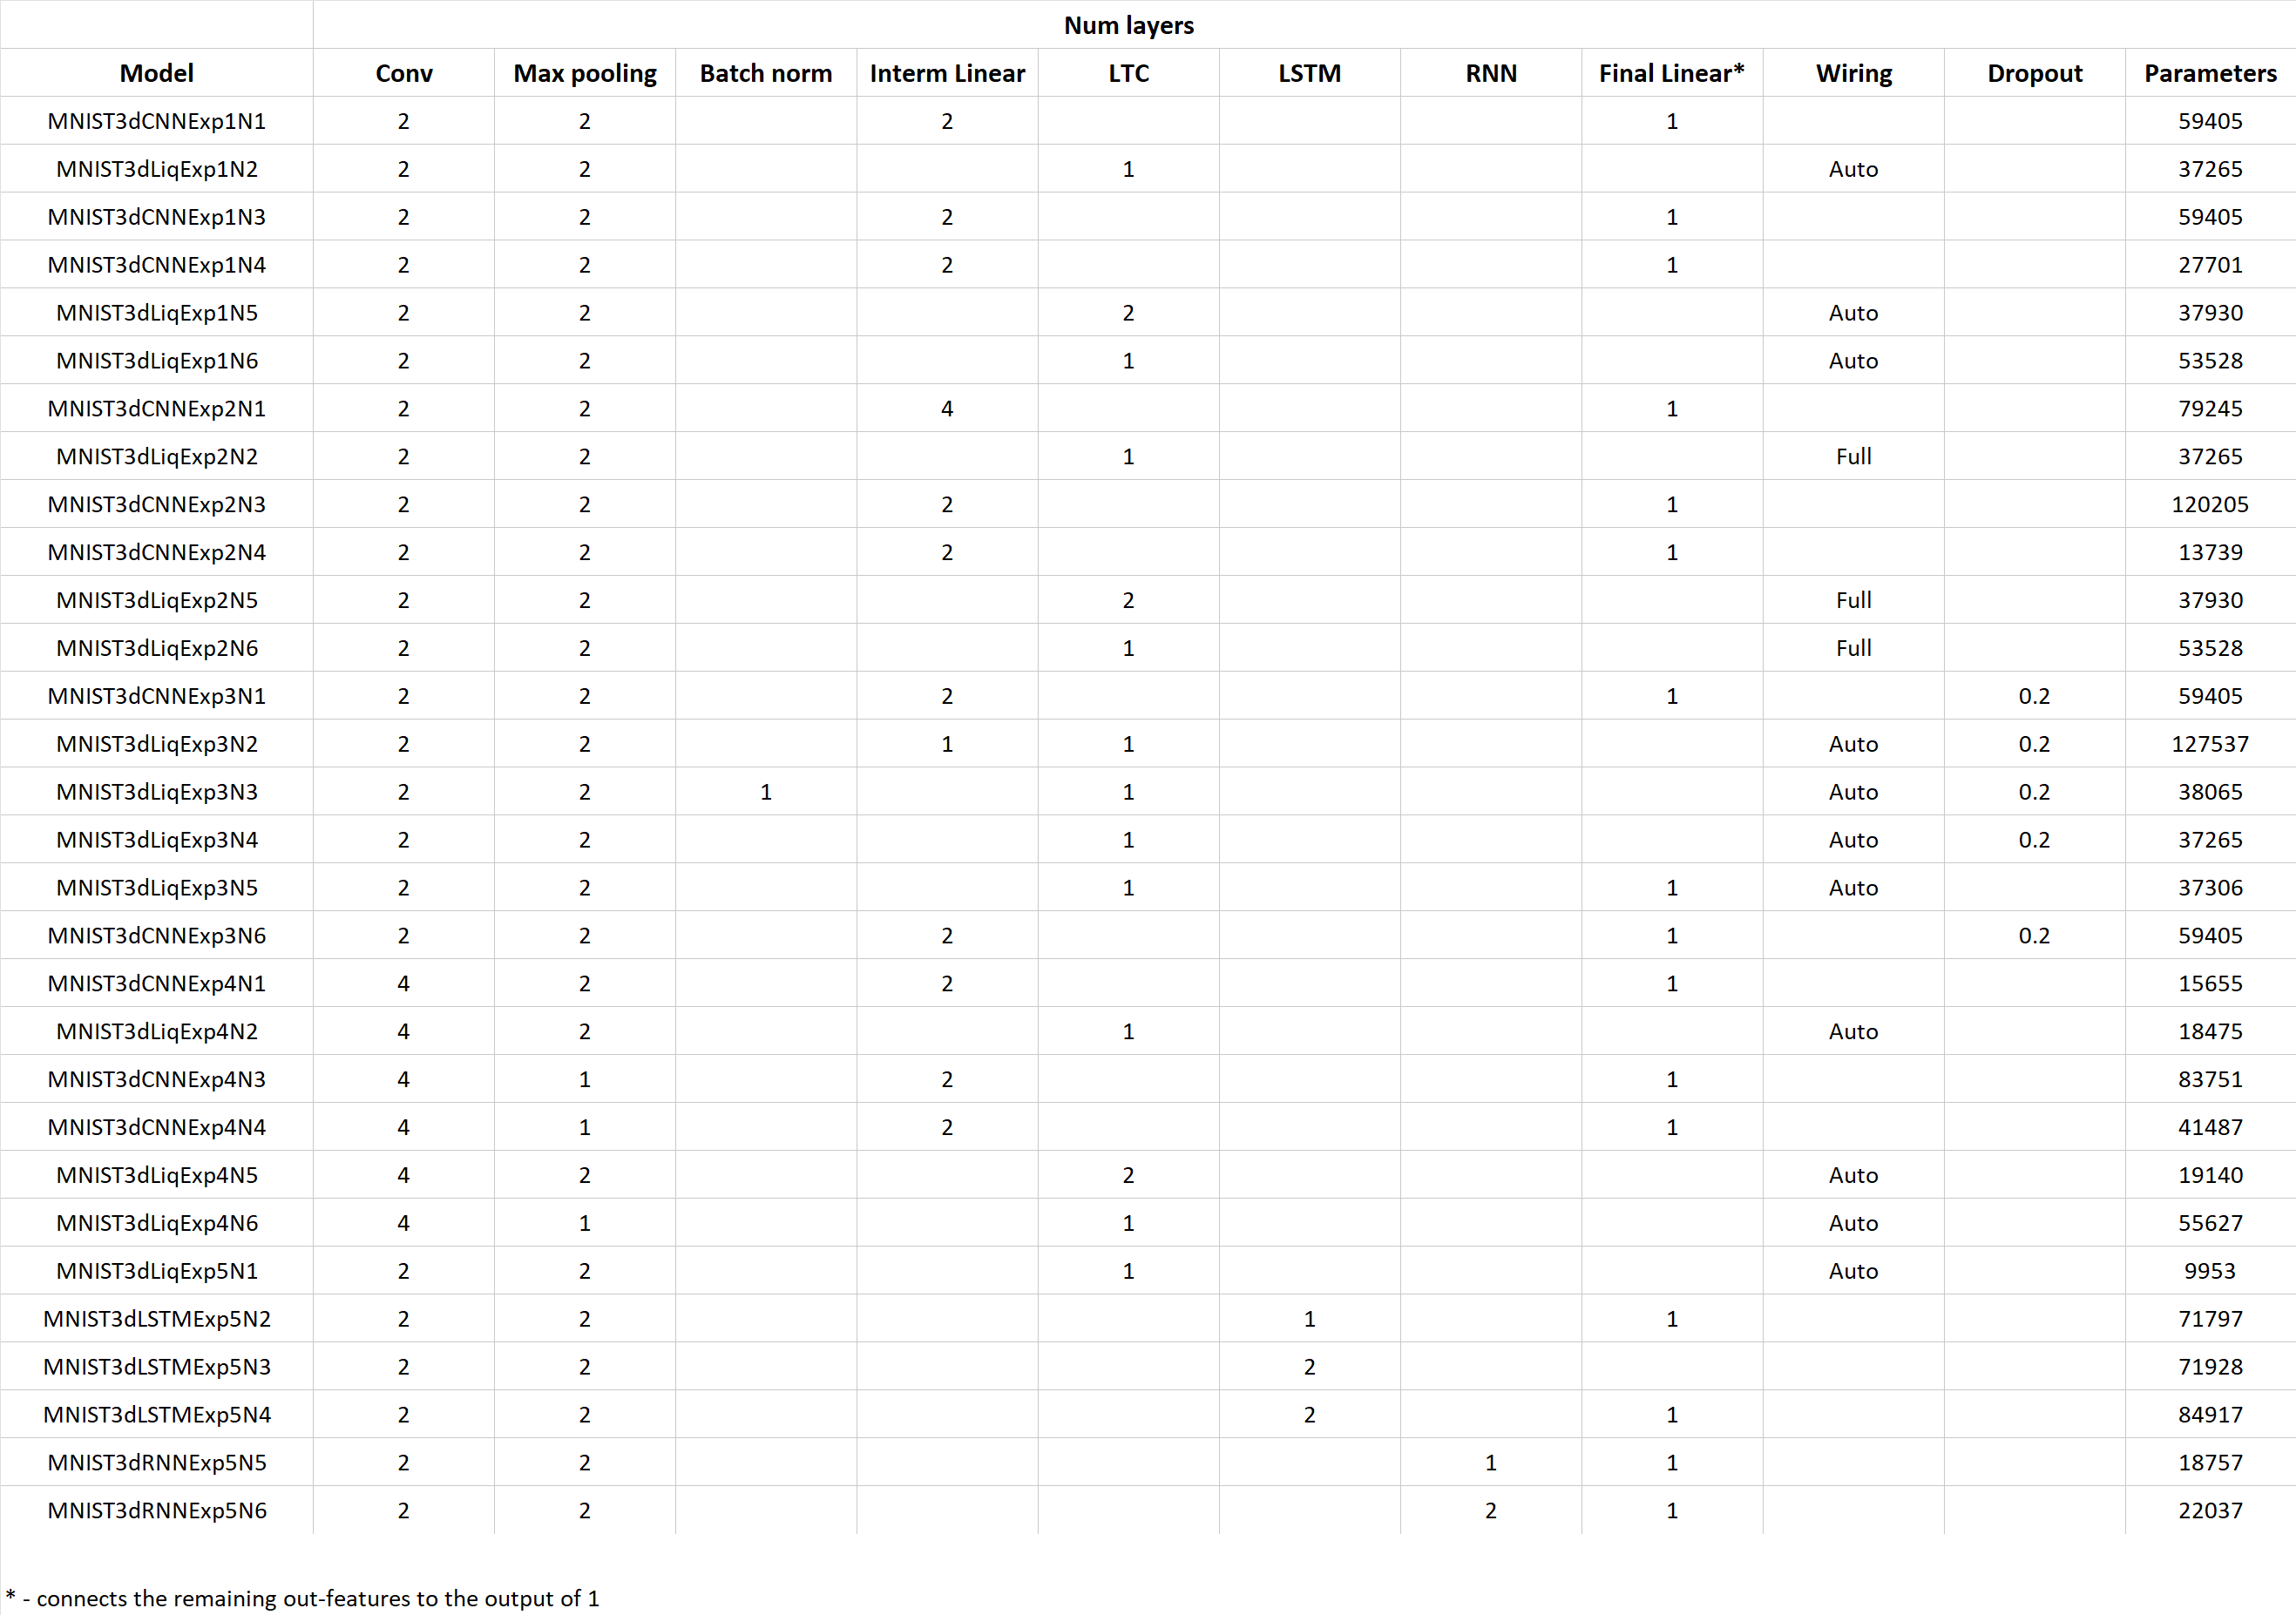 Num layers
Model Conv Max pooling Batch norm Interm Linear LTC LSTM RNN Final Linear* Wiring Dropout Parameters
MNIST3dCNNExp1N1 2 2 2 1 59405
MNIST3dLiqExp1N2 2 2 1 Auto 37265
MNIST3dCNNExp1N3 2 2 2 1 59405
MNIST3dCNNExp1N4 2 2 2 1 27701
MNIST3dLiqExp1N5 2 2 2 Auto 37930
MNIST3dLiqExp1N6 2 2 1 Auto 53528
MNIST3dCNNExp2N1 2 2 4 1 79245
MNIST3dLiqExp2N2 2 2 1 Full 37265
MNIST3dCNNExp2N3 2 2 2 1 120205
MNIST3dCNNExp2N4 2 2 2 1 13739
MNIST3dLiqExp2N5 2 2 2 Full 37930
MNIST3dLiqExp2N6 2 2 1 Full 53528
MNIST3dCNNExp3N1 2 2 2 1 0.2 59405
MNIST3dLiqExp3N2 2 2 1 1 Auto 0.2 127537
MNIST3dLiqExp3N3 2 2 1 1 Auto 0.2 38065
MNIST3dLiqExp3N4 2 2 1 Auto 0.2 37265
MNIST3dLiqExp3N5 2 2 1 1 Auto 37306
MNIST3dCNNExp3N6 2 2 2 1 0.2 59405
MNIST3dCNNExp4N1 4 2 2 1 15655
MNIST3dLiqExp4N2 4 2 1 Auto 18475
MNIST3dCNNExp4N3 4 1 2 1 83751
MNIST3dCNNExp4N4 4 1 2 1 41487
MNIST3dLiqExp4N5 4 2 2 Auto 19140
MNIST3dLiqExp4N6 4 1 1 Auto 55627
MNIST3dLiqExp5N1 2 2 1 Auto 9953
MNIST3dLSTMExp5N2 2 2 1 1 71797
MNIST3dLSTMExp5N3 2 2 2 71928
MNIST3dLSTMExp5N4 2 2 2 1 84917
MNIST3dRNNExp5N5 2 2 1 1 18757
MNIST3dRNNExp5N6 2 2 2 1 22037
* - connects the remaining out-features to the output of 1